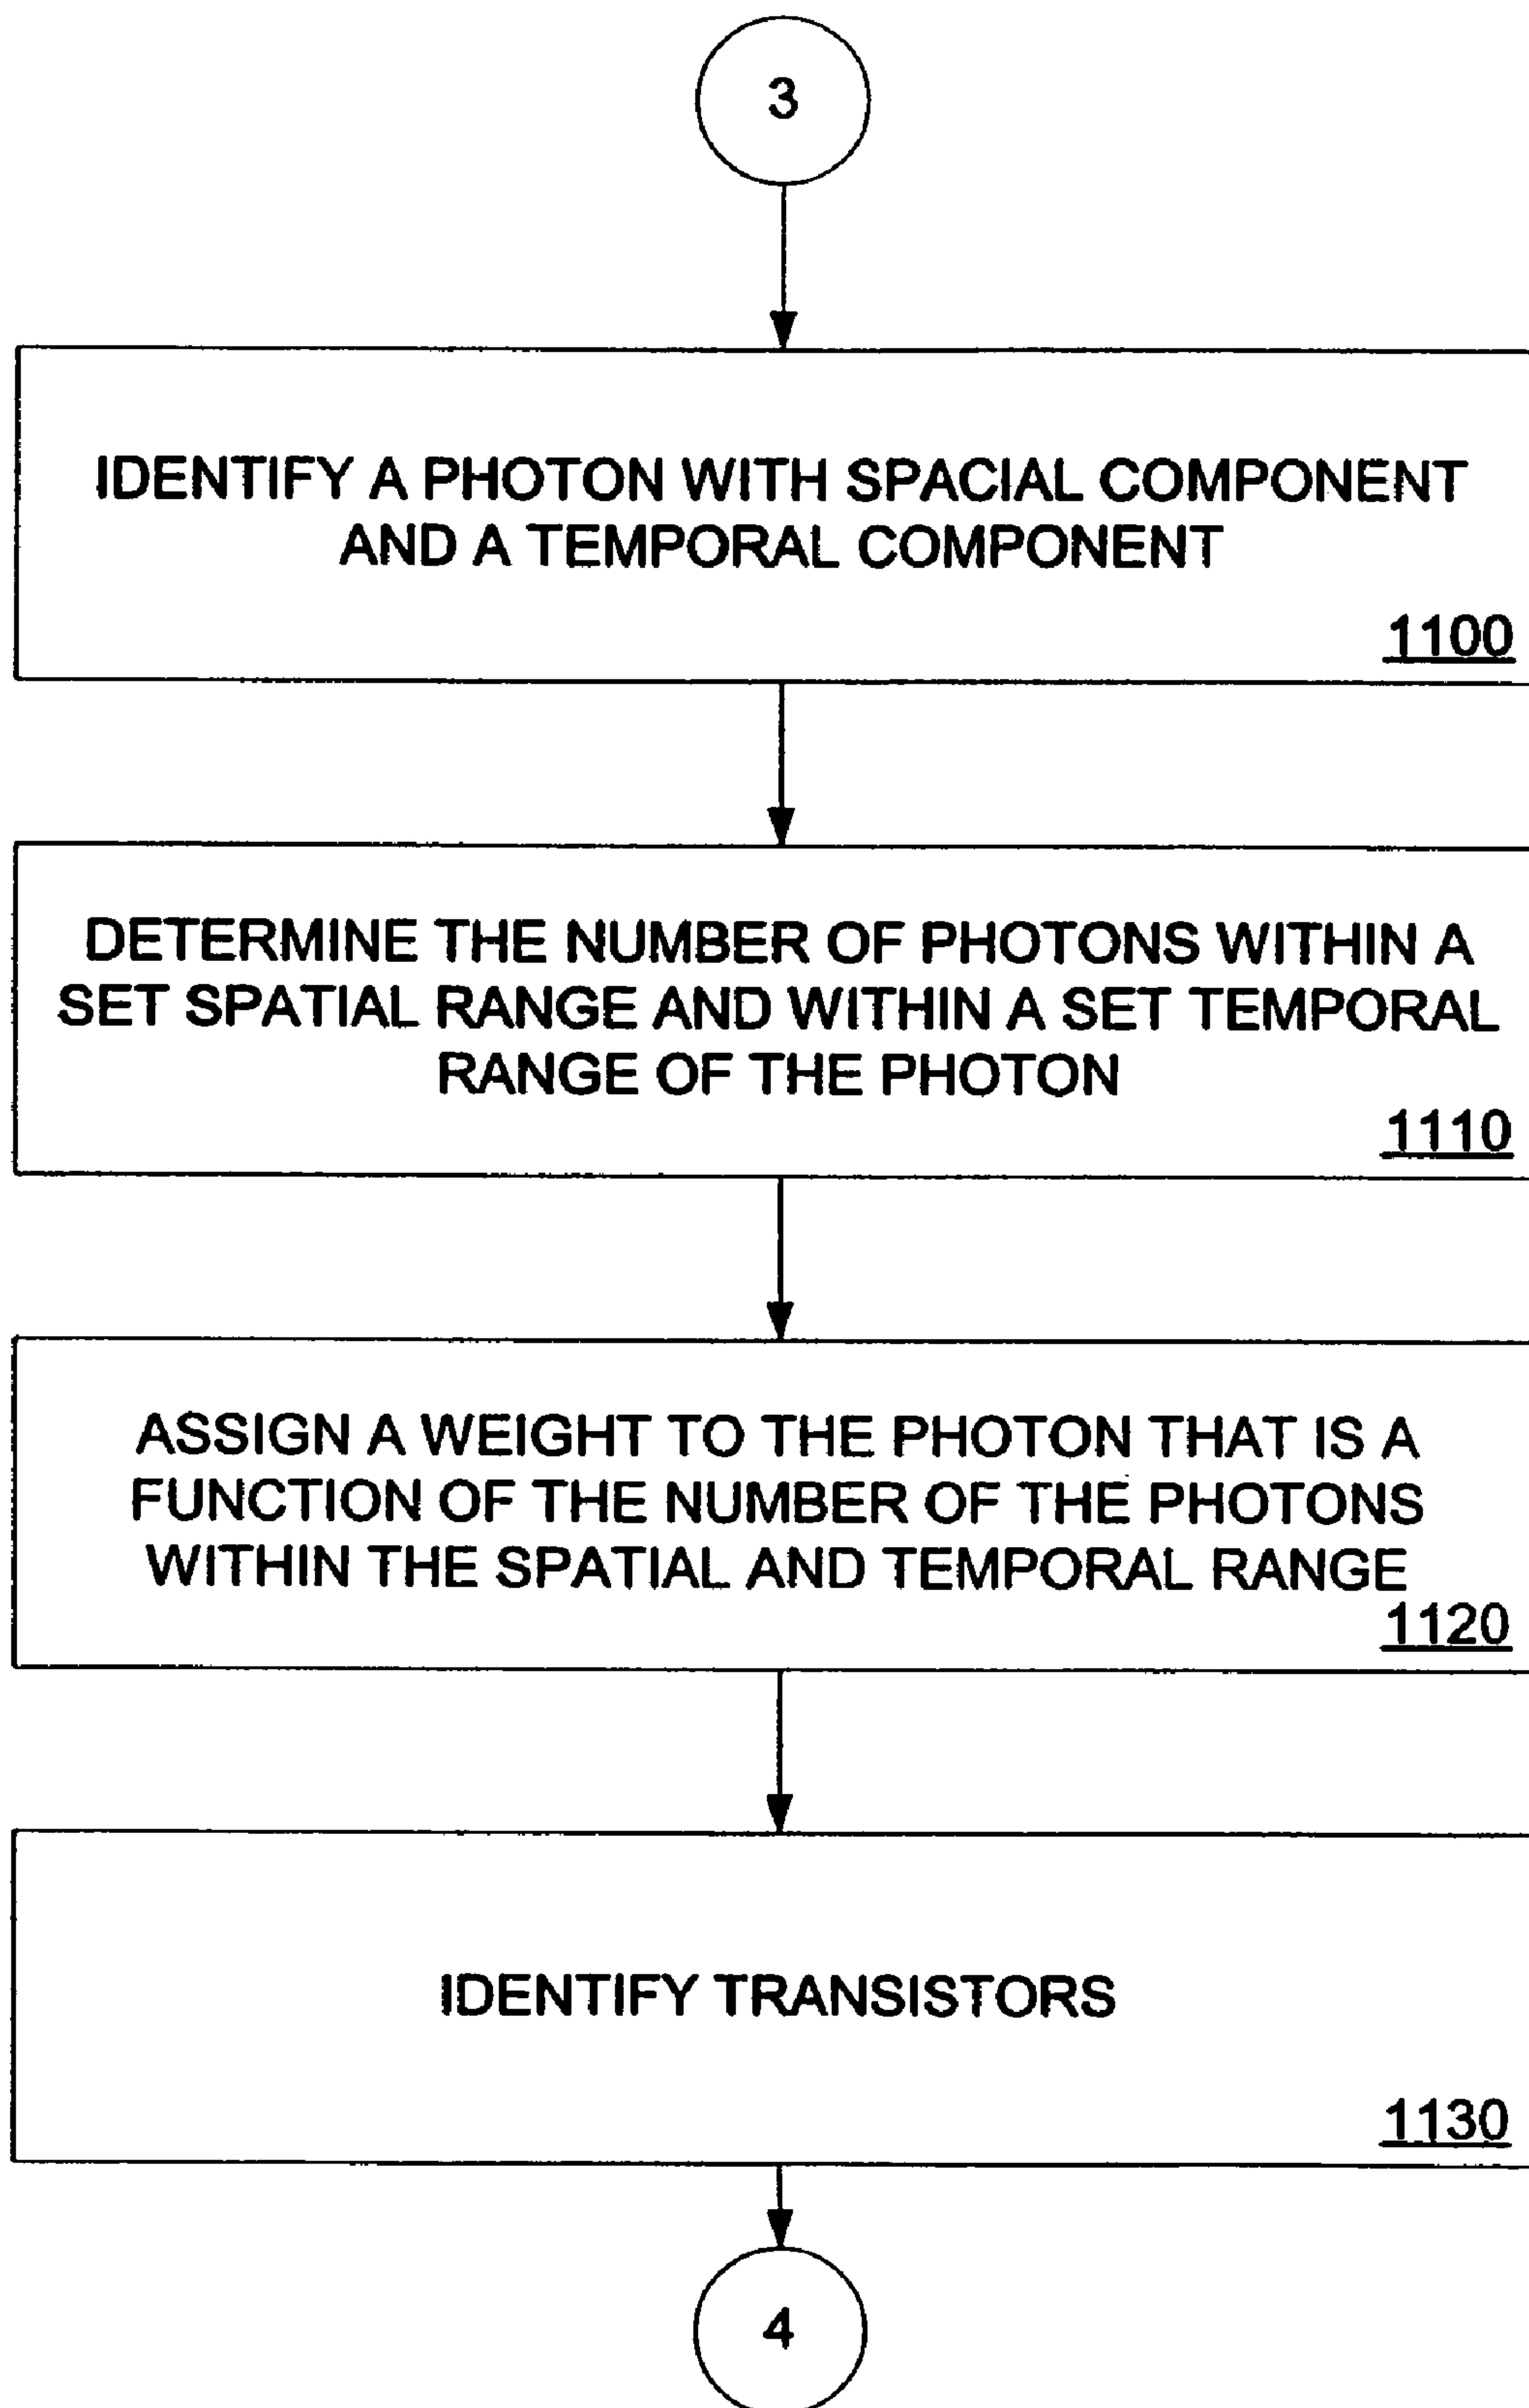 3
IDENTIFY A PHOTON WITH SPACIAL COMPONENT
AND A TEMPORAL COMPONENT
1100
DETERMINE THE NUMBER OF PHOTONS WITHIN A
SET SPATIAL RANGE AND WITHIN A SET TEMPORAL
RANGE OF THE PHOTON
1110
ASSIGN A WEIGHT TO THE PHOTON THAT IS A
FUNCTION OF THE NUMBER OF THE PHOTONS
WITHIN THE SPATIAL AND TEMPORAL RANGE
1120
IDENTIFY TRANSISTORS
1130
4